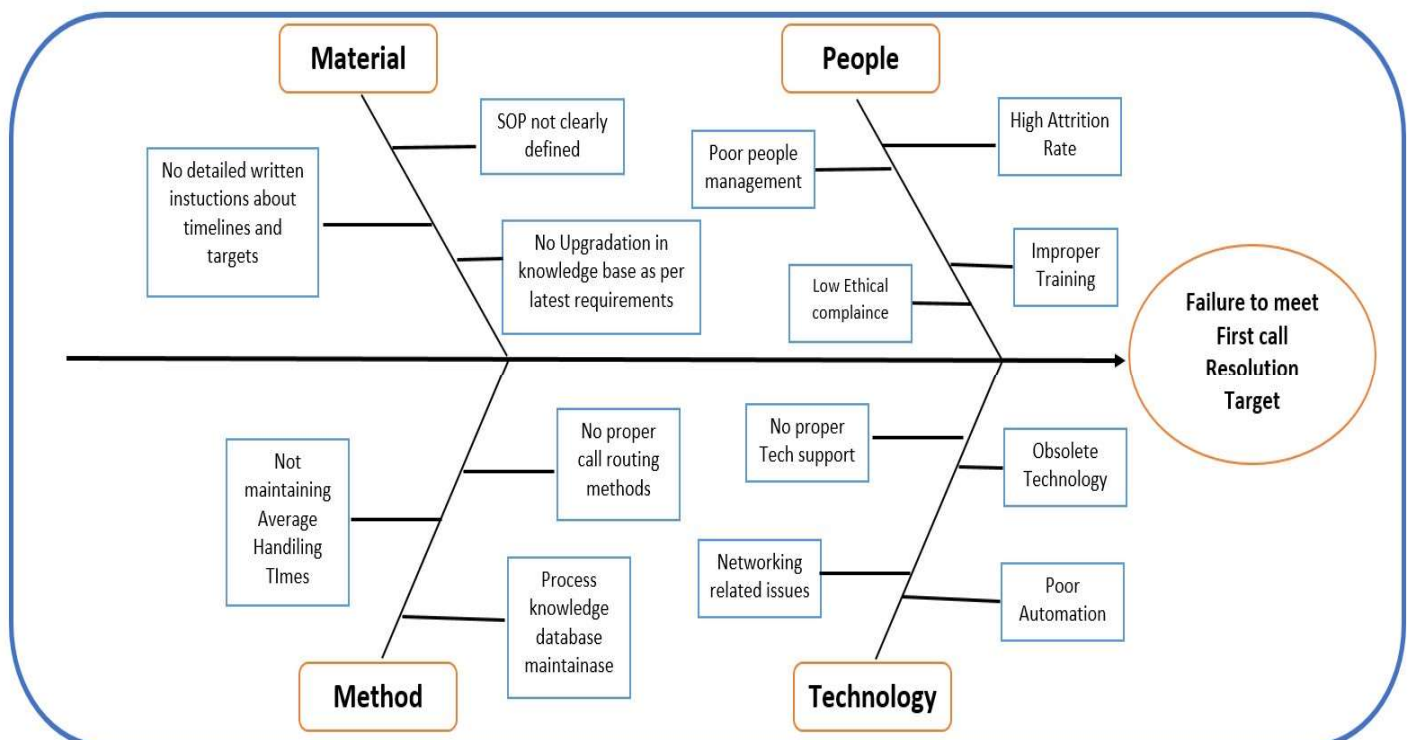 Material
People
SOP not clearly
defined
High Attrition
Rate
Poor people
management
No detailed written
instuctions about
timelines and
targets
No Upgradation in
knowledge base as per
latest requirements
Improper
Training
Low Ethical
complaince
Failure to meet
First call
Resolution
Target
No proper
call routing
methods
No proper
Tech support
Not
maintaining
Average
Handiling
TImes
Obsolete
Technology
Networking
related issues
Process
knowledge
database
maintainase
Poor
Automation
Method
Technology